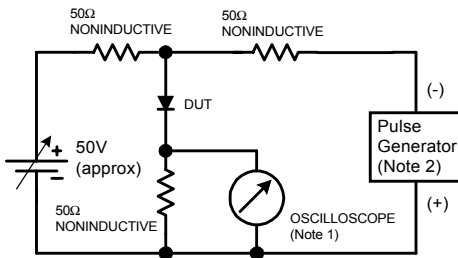 50Ω
NONINDUCTIVE
50Ω
NONINDUCTIVE
(-)
DUT
Pulse
Generator
(Note 2)
+
50V
(approx)
-
(+)
50Ω
NONINDUCTIVE
OSCILLOSCOPE
(Note 1)